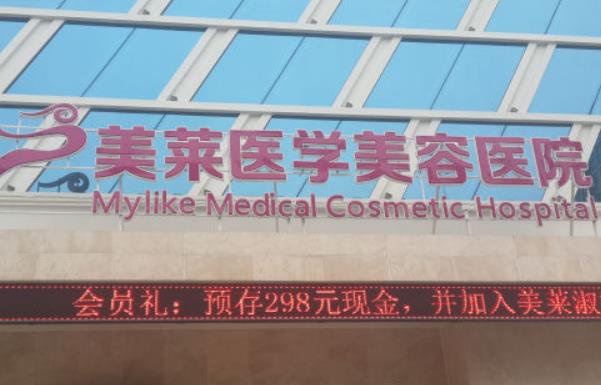 美莱医学美容医院
Mylike Medical Cosmetic Hospital
会员礼：预存298元现金，并加入美莱淑